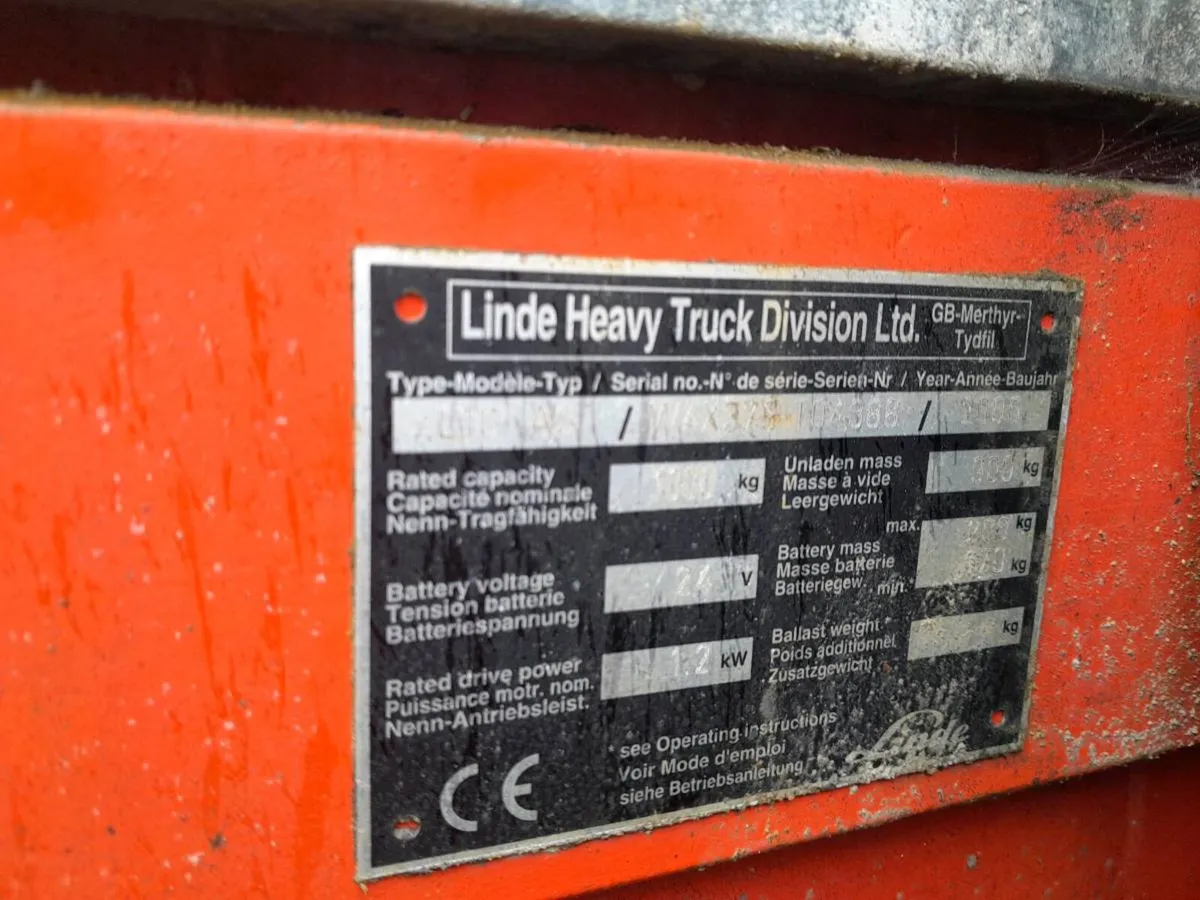 Linde Heavy Truck Division Ltd. GB-Merthyr-Tydfil
Type-Modèle-Typ / Serial no.-N° de série-Serien-Nr / Year-Année-Baujahr
/ /
Rated capacity
Capacité nominale
Nenn-Tragfähigkeit
kg
Unladen mass
Masse à vide
Leergewicht
kg
Battery voltage
Tension batterie
Batteriespannung
24 V
max. kg
Battery mass
Masse batterie
Batteriegew.
min. kg
Rated drive power
Puissance motr. nom.
Nenn-Antriebsleist.
1.2 kW
Ballast weight *
Poids additionnel
Zusatzgewicht
kg
* see Operating instructions
Voir Mode d'emploi
siehe Betriebsanleitung
CE
Linde